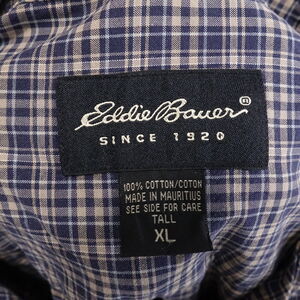 Eddie Bauer®
SINCE 1920
100% COTTON/COTON
MADE IN MAURITIUS
SEE SIDE FOR CARE
TALL
XL